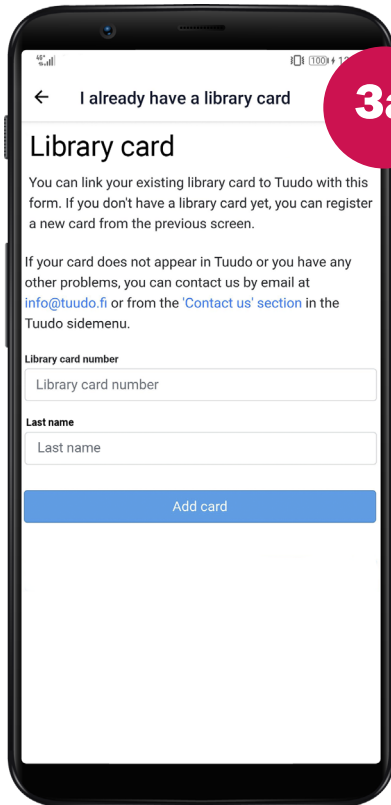 46+
100
I already have a library card
3a
Library card
You can link your existing library card to Tuudo with this
form. If you don't have a library card yet, you can register
a new card from the previous screen.
If your card does not appear in Tuudo or you have any
other problems, you can contact us by email at
info@tuudo.fi or from the 'Contact us' section in the
Tuudo sidemenu.
Library card number
Library card number
Last name
Last name
Add card